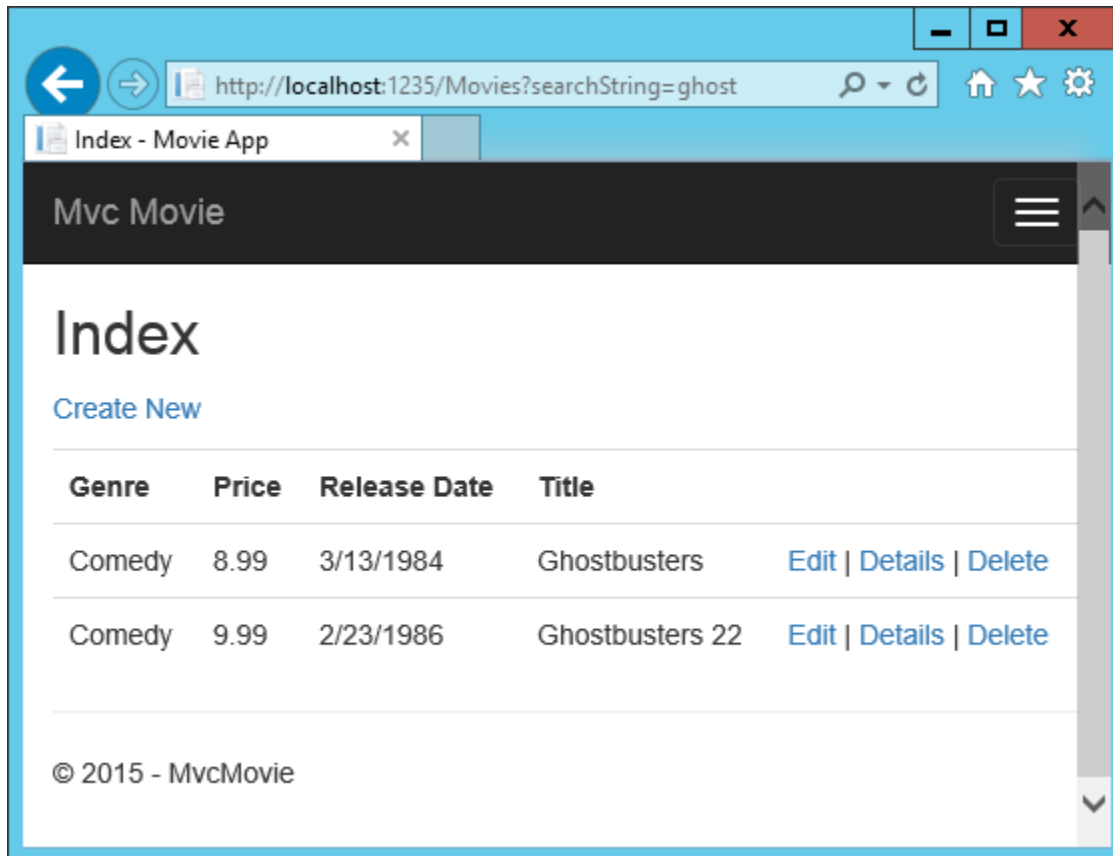 http://localhost:1235/Movies?searchString=ghost
Index - Movie App
Mvc Movie
Index
Create New
Genre Price Release Date Title
Comedy 8.99 3/13/1984 Ghostbusters Edit | Details | Delete
Comedy 9.99 2/23/1986 Ghostbusters 22 Edit | Details | Delete
© 2015 - MvcMovie